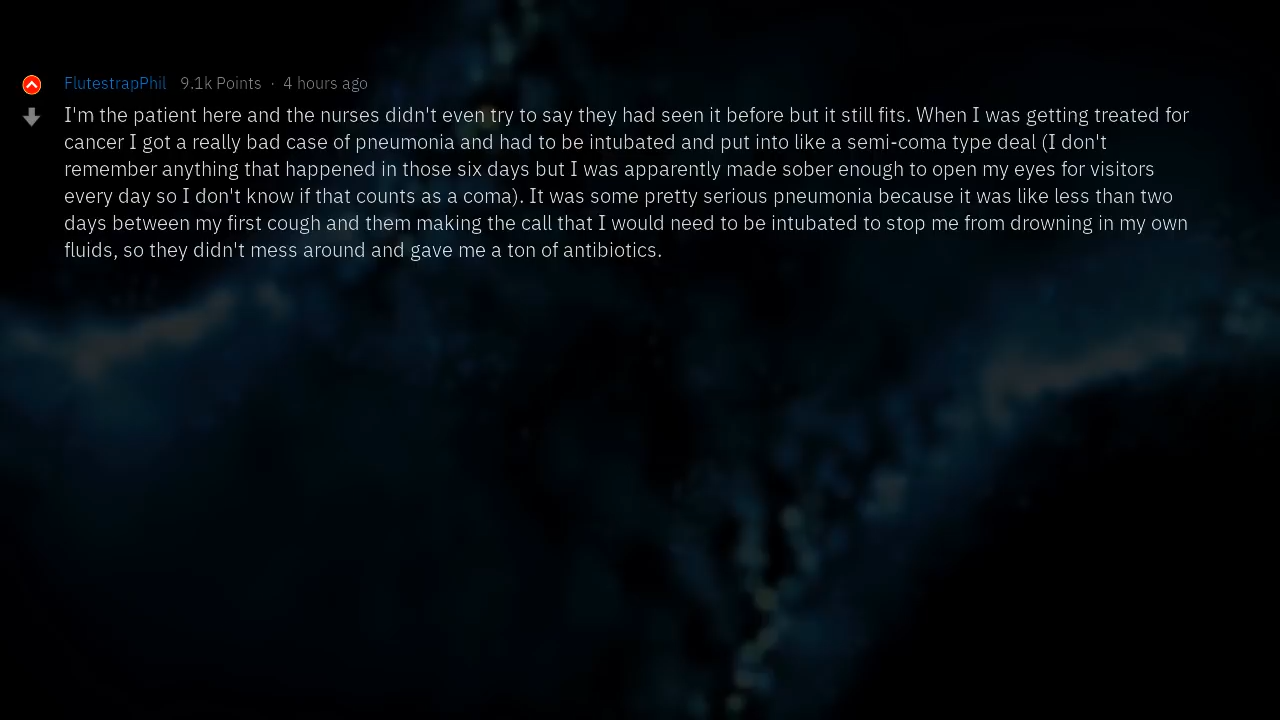 FlutestrapPhil 9.1k Points · 4 hours ago
I'm the patient here and the nurses didn't even try to say they had seen it before but it still fits. When I was getting treated for
cancer I got a really bad case of pneumonia and had to be intubated and put into like a semi-coma type deal (I don't
remember anything that happened in those six days but I was apparently made sober enough to open my eyes for visitors
every day so I don't know if that counts as a coma). It was some pretty serious pneumonia because it was like less than two
days between my first cough and them making the call that I would need to be intubated to stop me from drowning in my own
fluids, so they didn't mess around and gave me a ton of antibiotics.